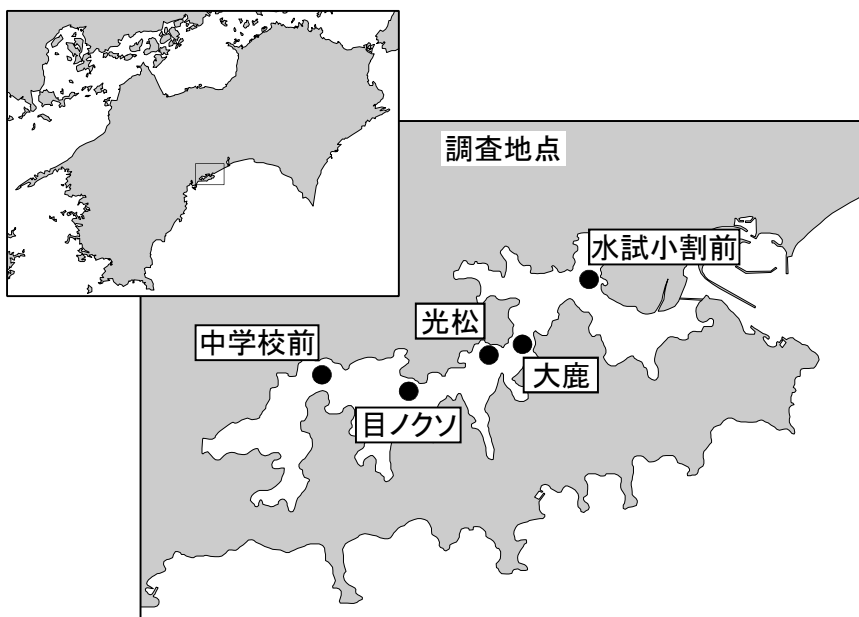 調査地点
水試小割前
光松
中学校前
大鹿
目ノクソ